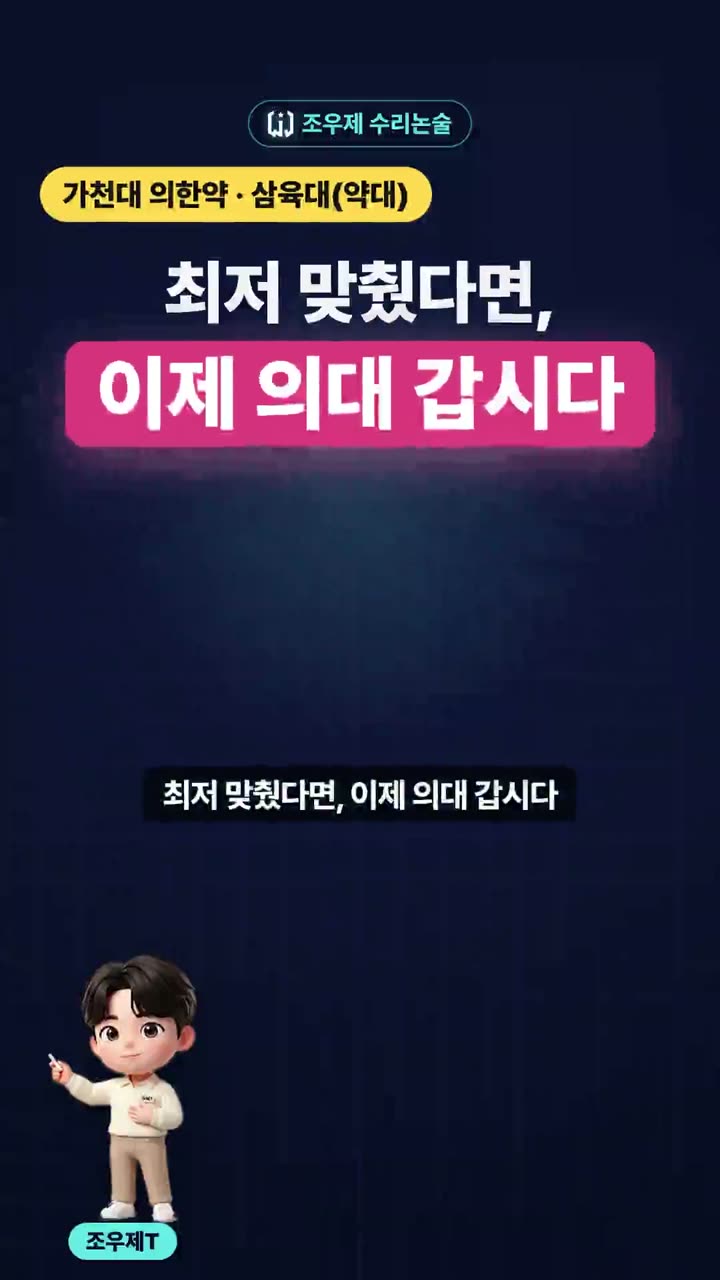 조우제 수리논술
가천대 의한약 · 삼육대(약대)
최저 맞췄다면,
이제 의대 갑시다
최저 맞췄다면, 이제 의대 갑시다
조우제T